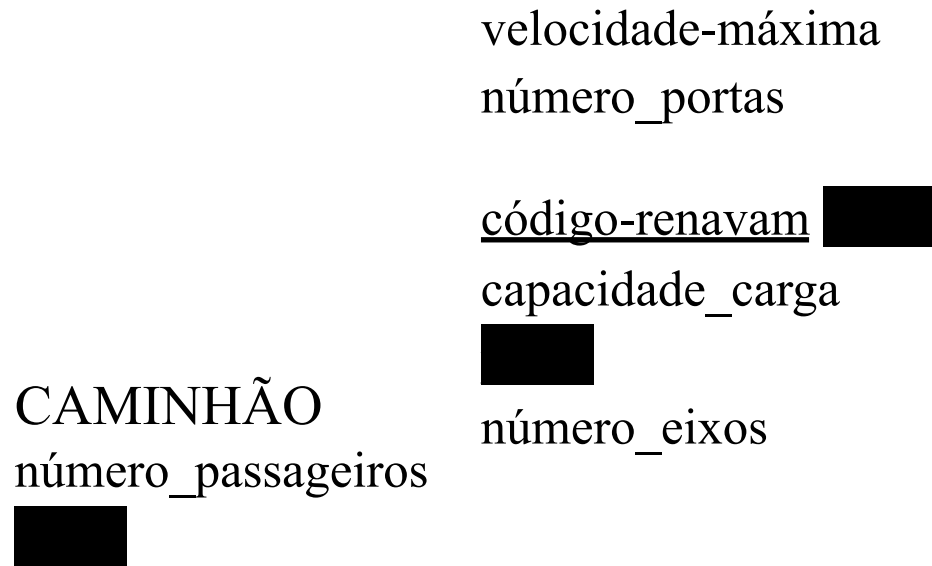 velocidade-máxima
número_portas
código-renavam
capacidade_carga
número_eixos
CAMINHÃO
número_passageiros